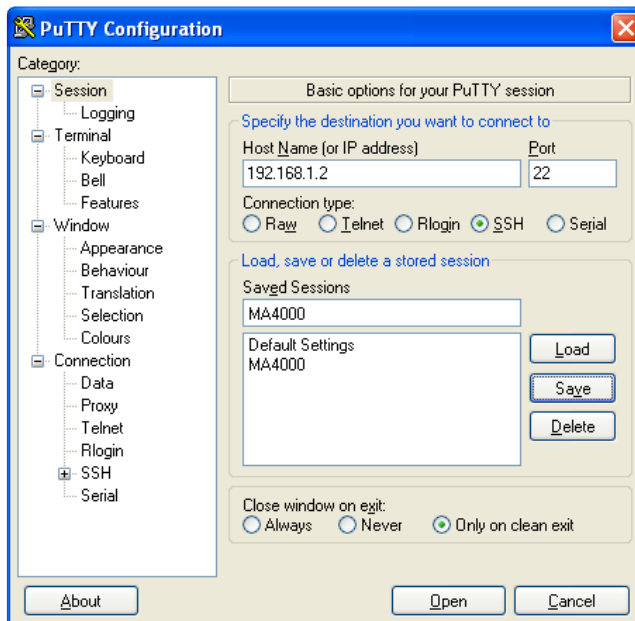 PuTTY Configuration
Category:
Session
Logging
Terminal
Keyboard
Bell
Features
Window
Appearance
Behaviour
Translation
Selection
Colours
Connection
Data
Proxy
Telnet
Rlogin
SSH
Serial
Basic options for your PuTTY session
Specify the destination you want to connect to
Host Name (or IP address) Port
192.168.1.2 22
Connection type:
Raw Telnet Rlogin SSH Serial
Load, save or delete a stored session
Saved Sessions
MA4000
Default Settings
MA4000
Load
Save
Delete
Close window on exit:
Always Never Only on clean exit
About Open Cancel